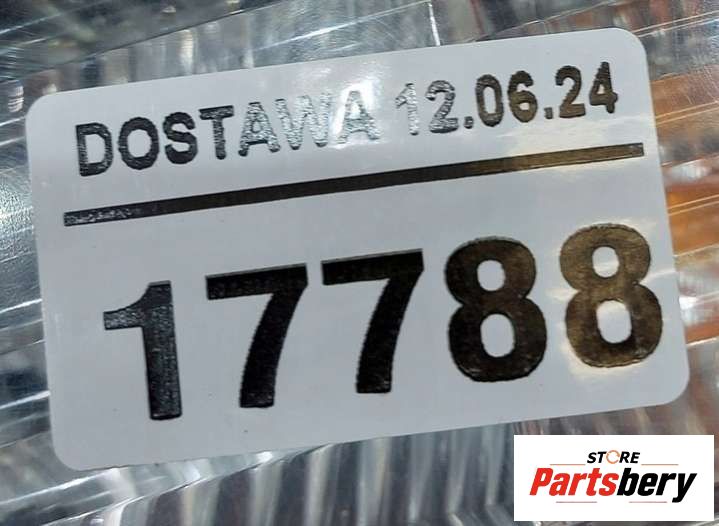 DOSTAWA 12.06.24
17788
STORE
Partsbery